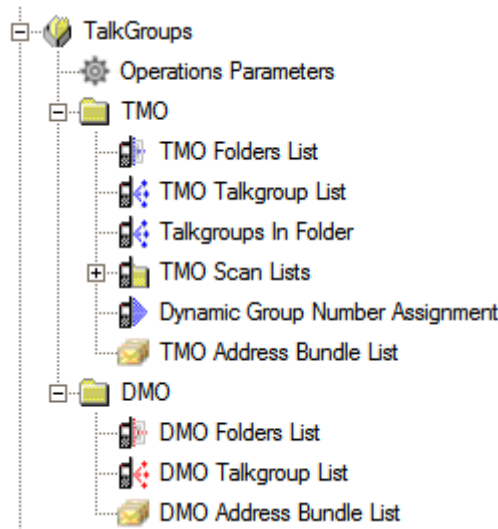 TalkGroups
Operations Parameters
TMO
TMO Folders List
TMO Talkgroup List
Talkgroups In Folder
TMO Scan Lists
Dynamic Group Number Assignment
TMO Address Bundle List
DMO
DMO Folders List
DMO Talkgroup List
DMO Address Bundle List